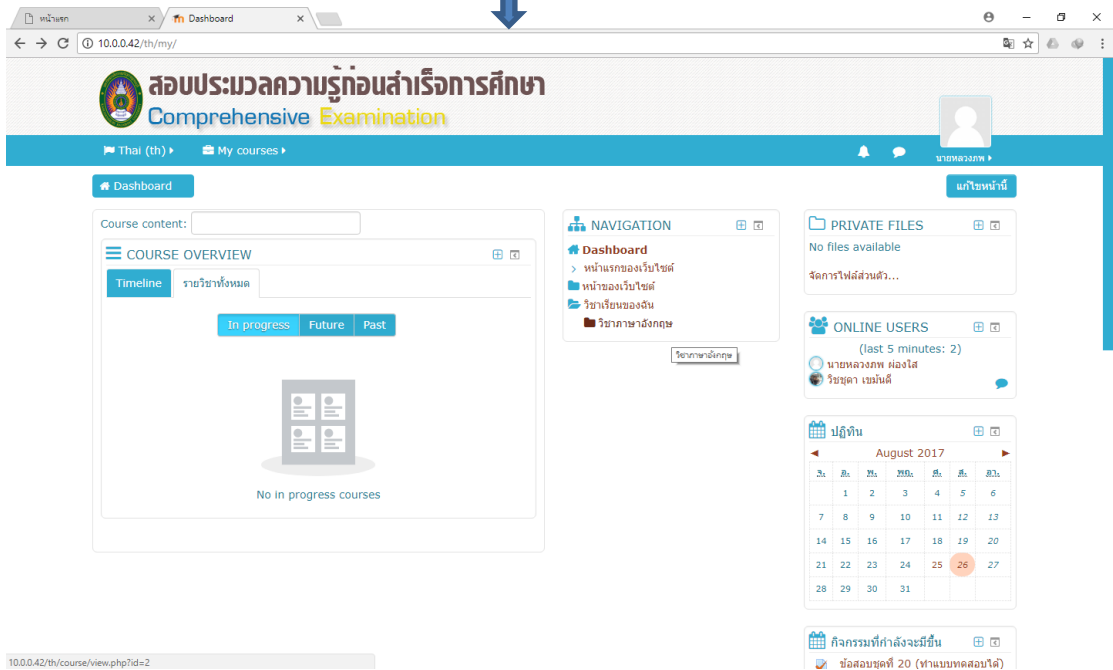 หน้าแรก
Dashboard
10.0.0.42/th/my/
สอบประมวลความรู้ก่อนสำเร็จการศึกษา
Comprehensive Examination
Thai (th)
My courses
นายหลวงภพ
Dashboard
แก้ไขหน้านี้
Course content:
COURSE OVERVIEW
Timeline
รายวิชาทั้งหมด
In progress
Future
Past
No in progress courses
NAVIGATION
Dashboard
หน้าแรกของเว็บไซต์
หน้าของเว็บไซต์
วิชาเรียนของฉัน
วิชาภาษาอังกฤษ
วิชาภาษาอังกฤษ
PRIVATE FILES
No files available
จัดการไฟล์ส่วนตัว...
ONLINE USERS
(last 5 minutes: 2)
นายหลวงภพ ผ่องใส
วิชชุดา เขม้นดี
ปฏิทิน
August 2017
จ. อ. พ. พฤ. ศ. ส. อา.
1 2 3 4 5 6
7 8 9 10 11 12 13
14 15 16 17 18 19 20
21 22 23 24 25 26 27
28 29 30 31
กิจกรรมที่กำลังจะมีขึ้น
ข้อสอบชุดที่ 20 (ทำแบบทดสอบได้)
10.0.0.42/th/course/view.php?id=2